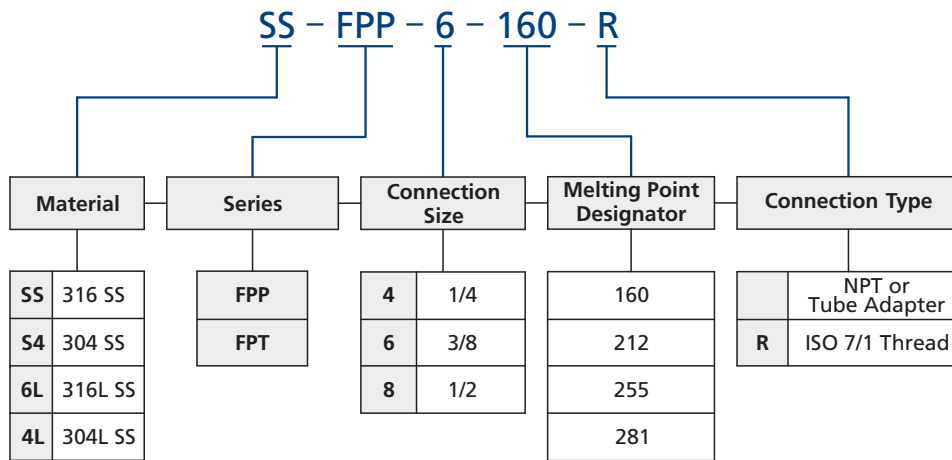 SS – FPP – 6 – 160 – R
Material
Series
Connection
Size
Melting Point
Designator
Connection Type
SS 316 SS
S4 304 SS
6L 316L SS
4L 304L SS
FPP
FPT
4 1/4
6 3/8
8 1/2
160
212
255
281
NPT or
Tube Adapter
R ISO 7/1 Thread